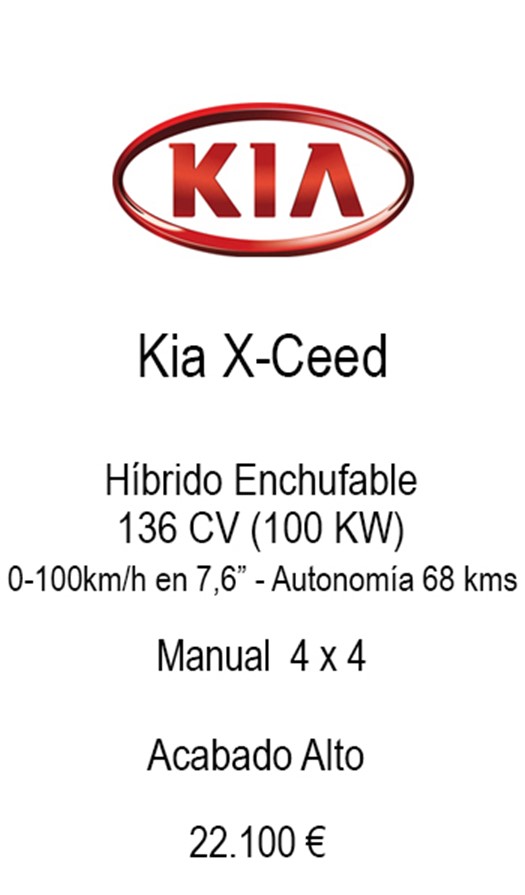 KIA
Kia X-Ceed
Híbrido Enchufable
136 CV (100 KW)
0-100km/h en 7,6” - Autonomía 68 kms
Manual 4 x 4
Acabado Alto
22.100 €